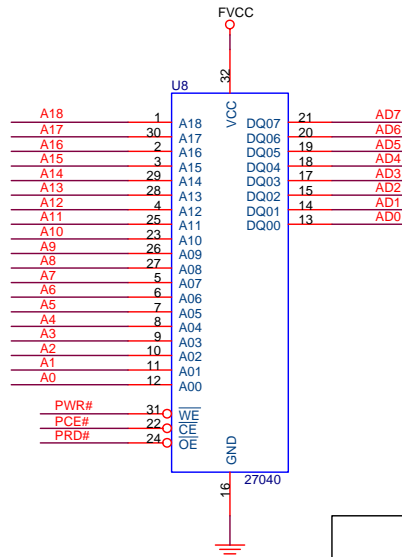 FVCC
32
U8
VCC
A18 1 A18 DQ07 21 AD7
A17 30 A17 DQ06 20 AD6
A16 2 A16 DQ05 19 AD5
A15 3 A15 DQ04 18 AD4
A14 29 A14 DQ03 17 AD3
A13 28 A13 DQ02 15 AD2
A12 4 A12 DQ01 14 AD1
A11 25 A11 DQ00 13 AD0
A10 23 A10
A9 26 A09
A8 27 A08
A7 5 A07
A6 6 A06
A5 7 A05
A4 8 A04
A3 9 A03
A2 10 A02
A1 11 A01
A0 12 A00
PWR# 31 WE
PCE# 22 CE
PRD# 24 OE
GND
27040
16